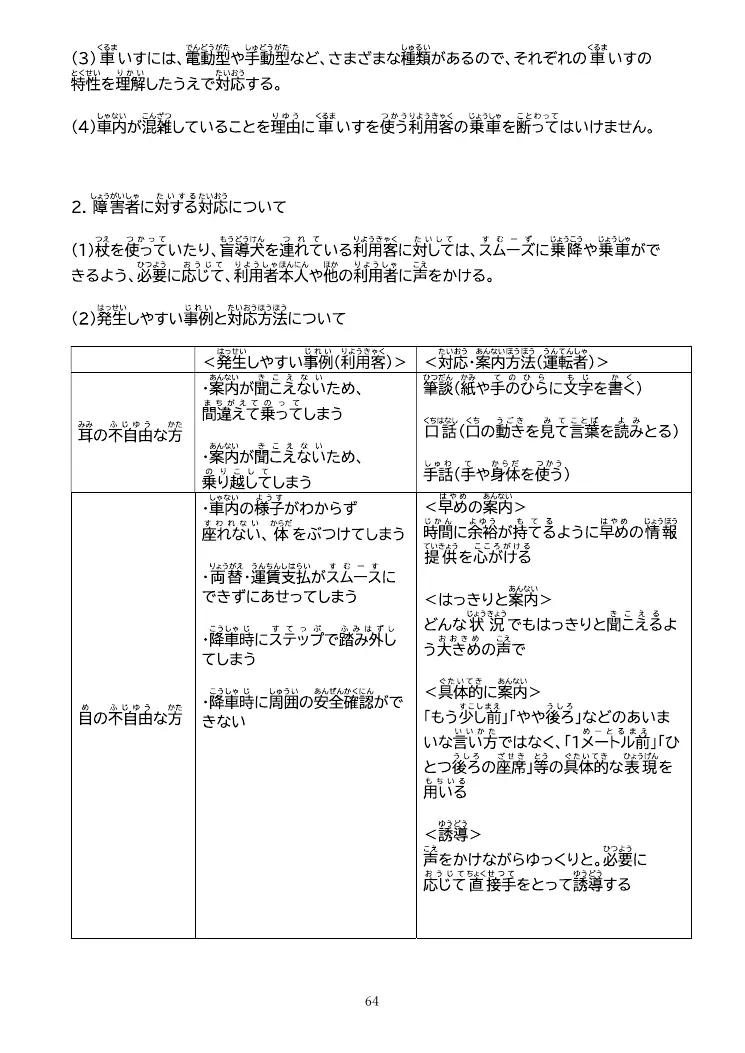 (3)車いすには、電動型や手動型など、さまざまな種類があるので、それぞれの車いすの
特性を理解したうえで対応する。
(4)車内が混雑していることを理由に車いすを使う利用客の乗車を断ってはいけません。
2. 障害者に対する対応について
(1)杖を使っていたり、盲導犬を連れている利用客に対しては、スムーズに乗降や乗車がで
きるよう、必要に応じて、利用者本人や他の利用者に声をかける。
(2)発生しやすい事例と対応方法について
<発生しやすい事例(利用客)>
<対応・案内方法(運転者)>
耳の不自由な方
・案内が聞こえないため、
間違えて乗ってしまう
・案内が聞こえないため、
乗り越してしまう
筆談(紙や手のひらに文字を書く)
口話(口の動きを見て言葉を読みとる)
手話(手や身体を使う)
目の不自由な方
・車内の様子がわからず
座れない、体をぶつけてしまう
・両替・運賃支払がスムースに
できずにあせってしまう
・降車時にステップで踏み外し
てしまう
・降車時に周囲の安全確認がで
きない
<早めの案内>
時間に余裕が持てるように早めの情報
提供を心がける
<はっきりと案内>
どんな状況でもはっきりと聞こえるよ
う大きめの声で
<具体的に案内>
「もう少し前」「やや後ろ」などのあいま
いな言い方ではなく、「1メートル前」「ひ
とつ後ろの座席」等の具体的な表現を
用いる
<誘導>
声をかけながらゆっくりと。必要に
応じて直接手をとって誘導する
64